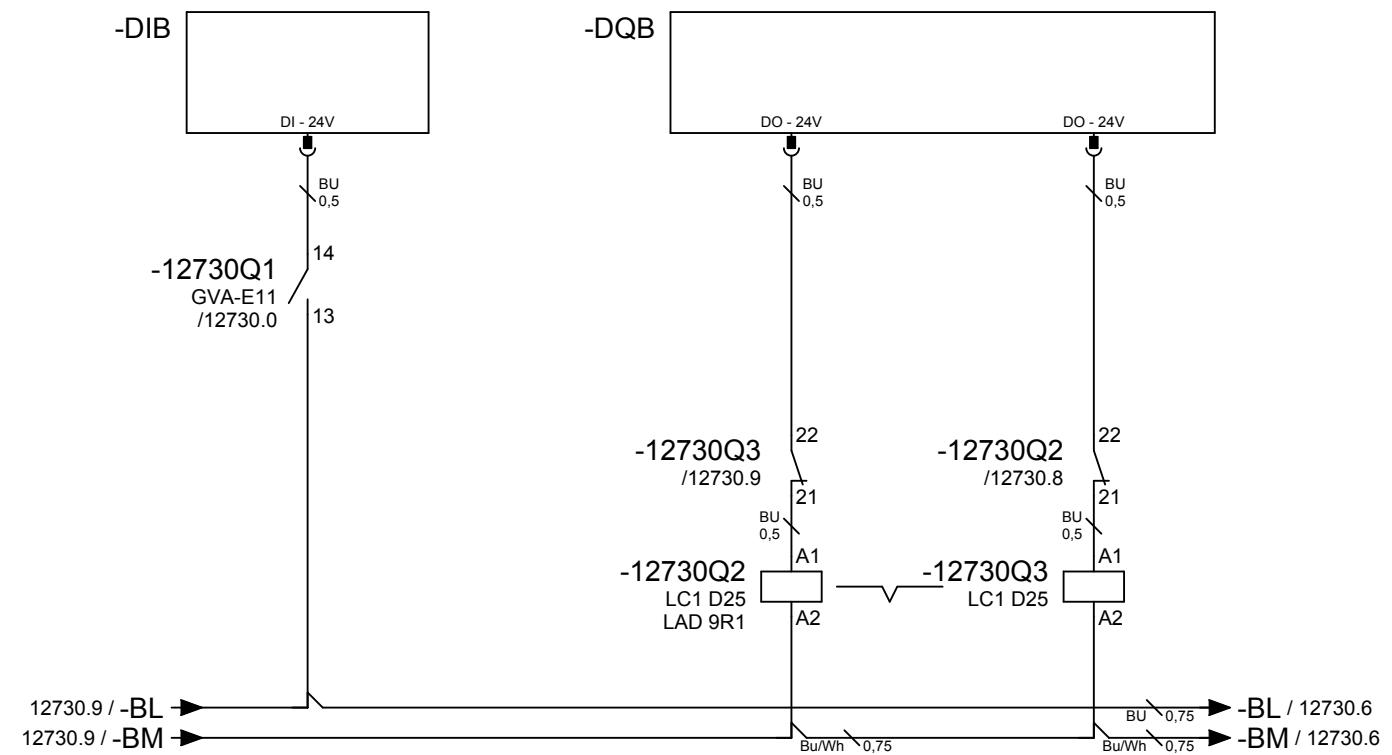 -DIB
-DQB
DI - 24V
DO - 24V
DO - 24V
BU
0,5
BU
0,5
BU
0,5
14
-12730Q1
GVA-E11
/12730.0
13
22
-12730Q3
/12730.9
21
22
-12730Q2
/12730.8
21
BU
0,5
BU
0,5
A1
-12730Q2
LC1 D25
LAD 9R1
A2
A1
-12730Q3
LC1 D25
A2
12730.9 / -BL
BU 0,75
-BL / 12730.6
12730.9 / -BM
Bu/Wh 0,75
Bu/Wh 0,75
-BM / 12730.6